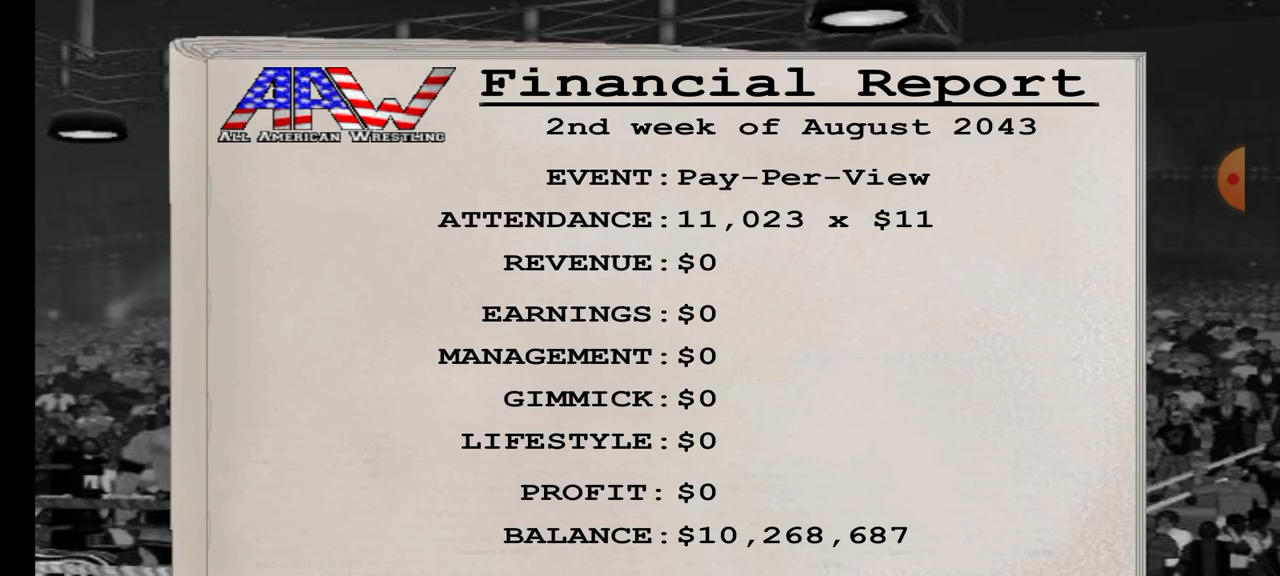 AAW
ALL AMERICAN WRESTLING
Financial Report
2nd week of August 2043
EVENT: Pay-Per-View
ATTENDANCE: 11,023 x $11
REVENUE: $0
EARNINGS: $0
MANAGEMENT: $0
GIMMICK: $0
LIFESTYLE: $0
PROFIT: $0
BALANCE: $10,268,687